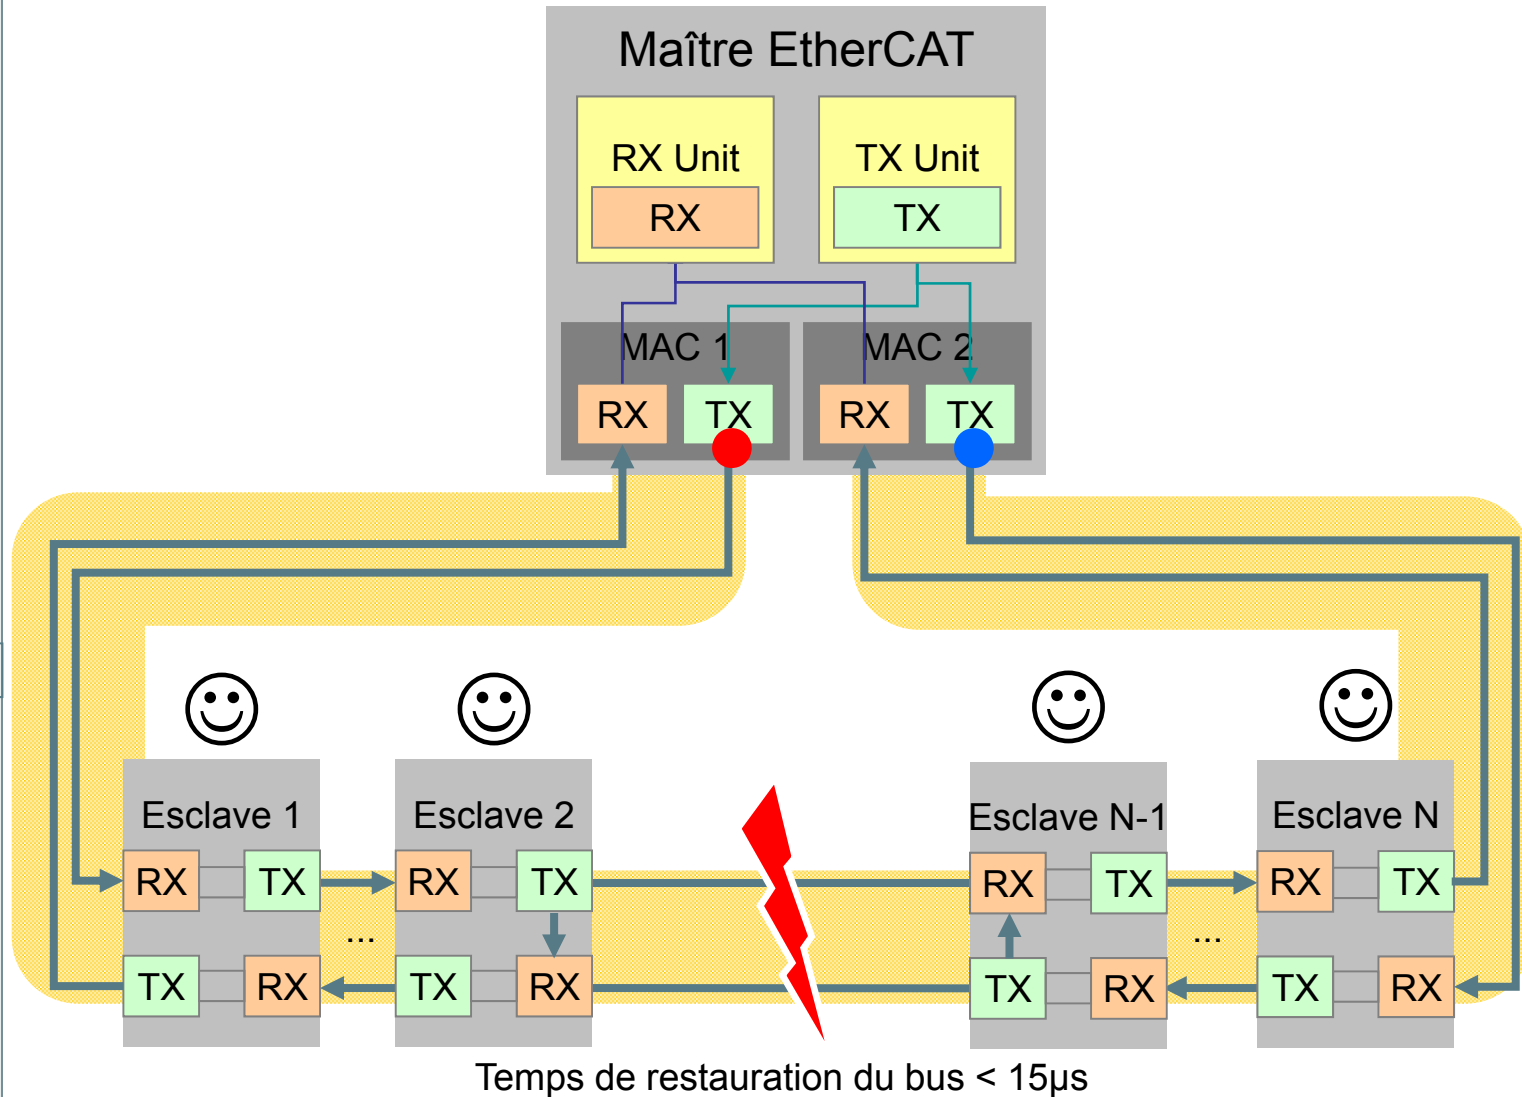 Maître EtherCAT
RX Unit
TX Unit
RX
TX
MAC 1
MAC 2
RX
TX
RX
TX
Esclave 1
Esclave 2
Esclave N-1
Esclave N
RX
TX
RX
TX
RX
TX
RX
TX
...
...
TX
RX
TX
RX
TX
RX
TX
RX
Temps de restauration du bus < 15µs